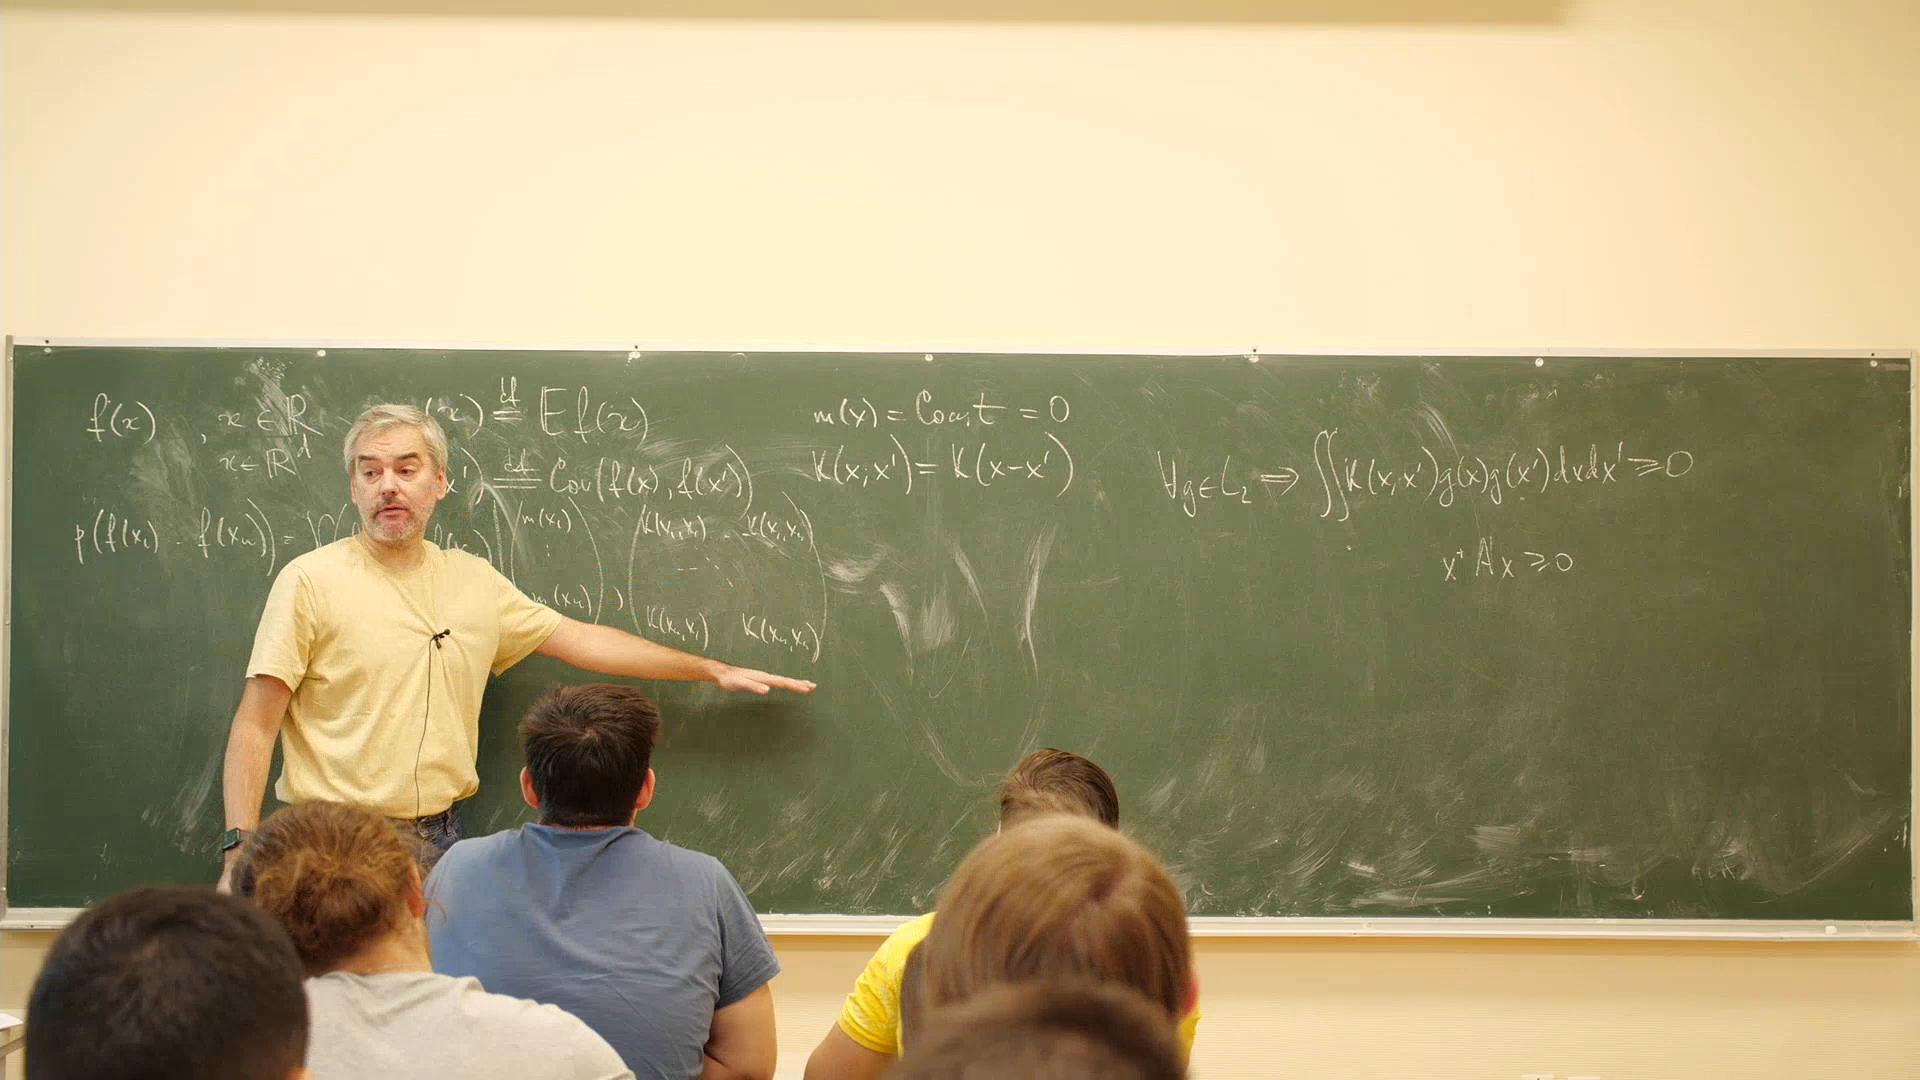 f(x) , x ∈ ℝ (x) ≝ 𝔼f(x)
x ∈ ℝ^d x') ≝ Cov(f(x), f(x'))
p(f(x₁) .. f(xₙ)) = N( (m(x₁) ⋮ m(xₙ)) , (K(x₁,x₁) ... K(x₁,xₙ)
K(xₙ,x₁) K(xₙ,xₙ))
m(x) = Const = 0
K(x,x') = K(x-x')
∀g∈L₂ ⇒ ∬K(x,x')g(x)g(x')dxdx' ≥ 0
xᵀAx ≥ 0